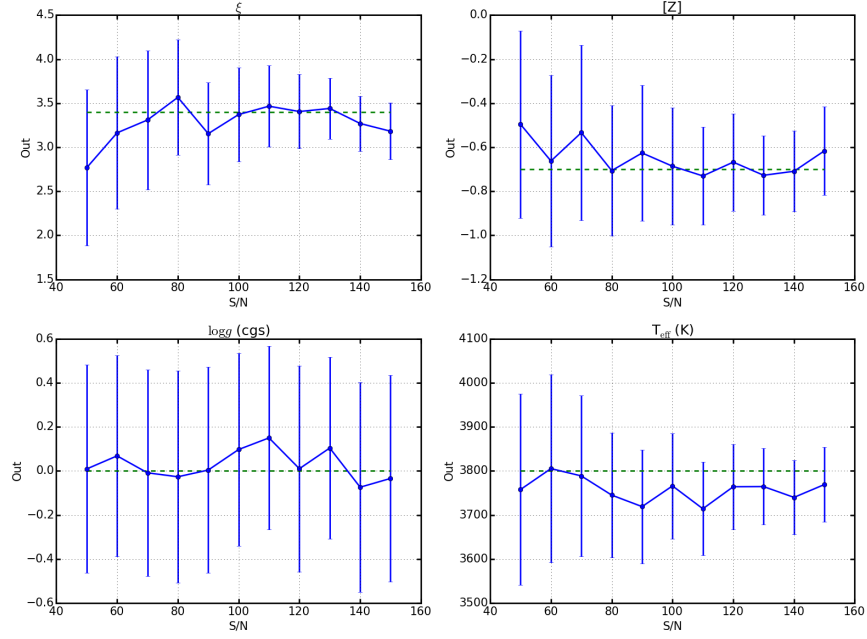 ξ
4.5
4.0
3.5
3.0
2.5
2.0
1.5
Out
40 60 80 100 120 140 160
S/N
[Z]
0.0
−0.2
−0.4
−0.6
−0.8
−1.0
−1.2
Out
40 60 80 100 120 140 160
S/N
log g (cgs)
0.6
0.4
0.2
0.0
−0.2
−0.4
−0.6
Out
40 60 80 100 120 140 160
S/N
T_eff (K)
4100
4000
3900
3800
3700
3600
3500
Out
40 60 80 100 120 140 160
S/N